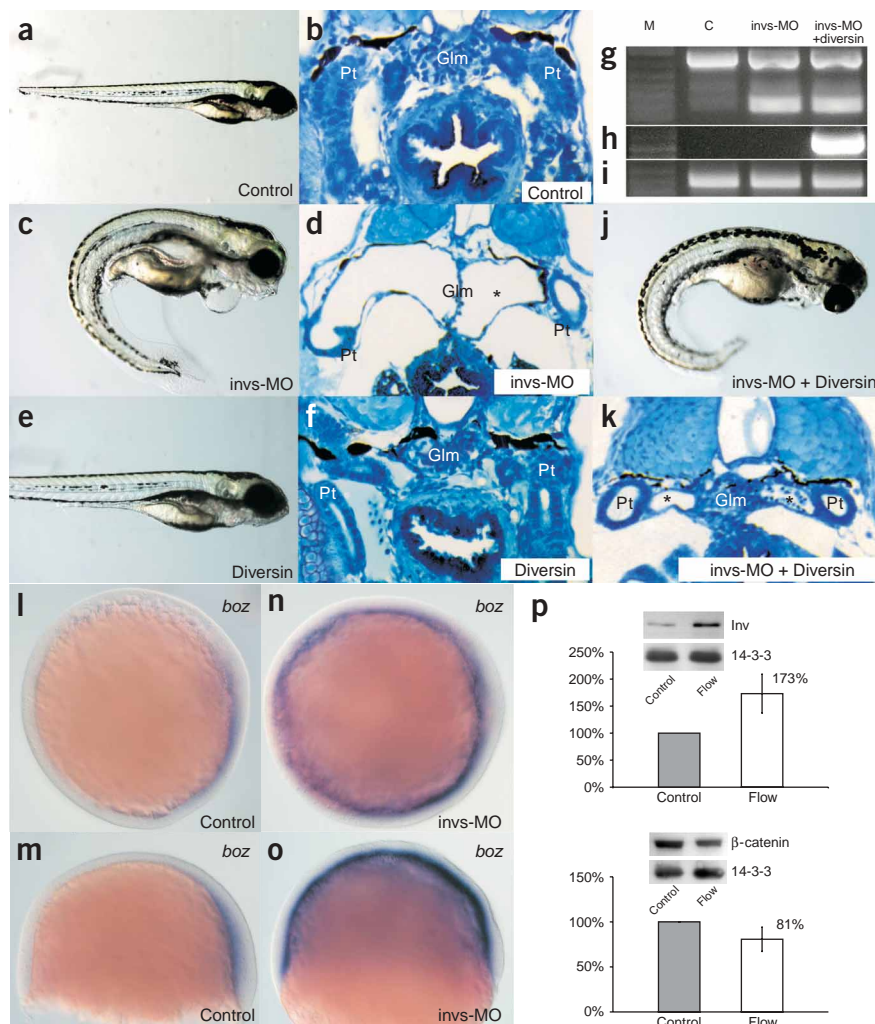 a
Control
b
Glm
Pt
Pt
Control
M
C
invs-MO
invs-MO
+diversin
g
h
i
c
invs-MO
d
Glm
*
Pt
Pt
invs-MO
j
invs-MO + Diversin
e
Diversin
f
Glm
Pt
Pt
Diversin
k
Pt
*
Glm
*
Pt
invs-MO + Diversin
l
boz
Control
n
boz
invs-MO
m
boz
Control
o
boz
invs-MO
p
Inv
14-3-3
Control
Flow
250%
200%
150%
100%
50%
0%
173%
Control
Flow
β-catenin
14-3-3
Control
Flow
150%
100%
50%
0%
81%
Control
Flow